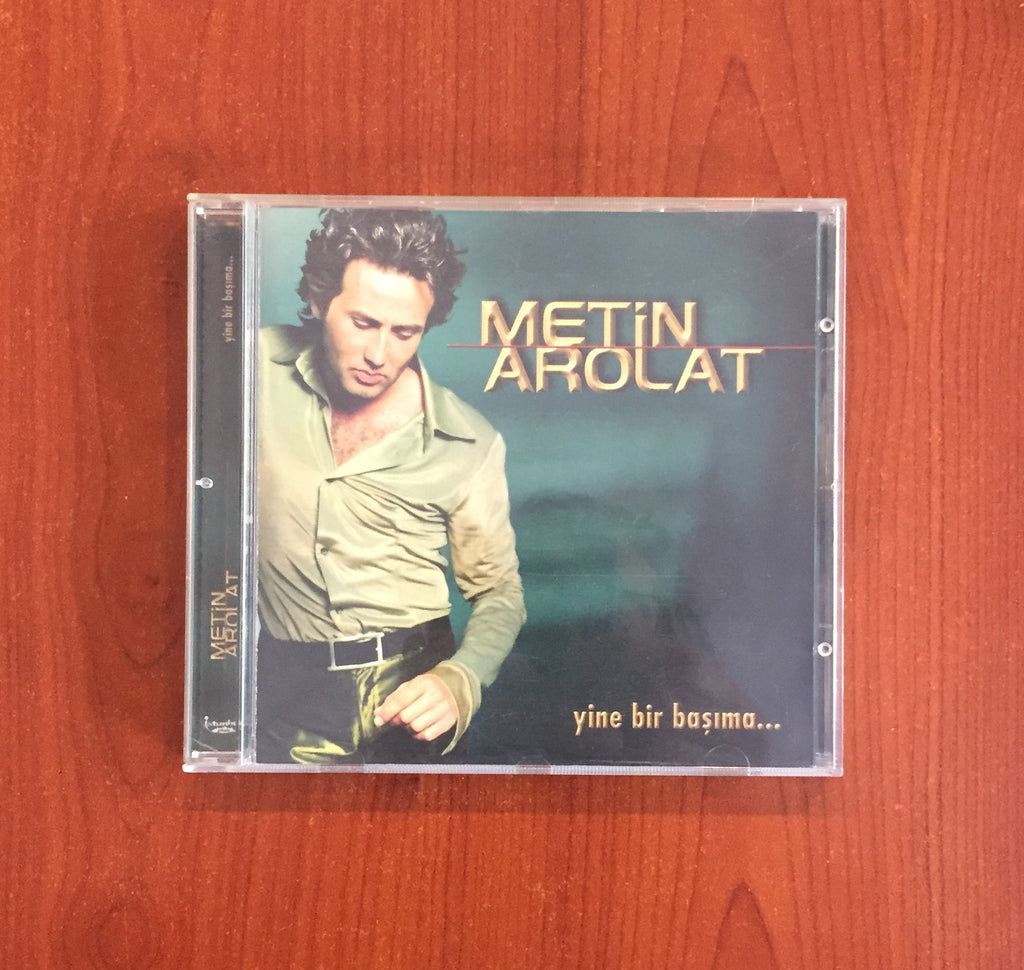 METİN
AROLAT
yine bir başıma...
yine bir başıma...
METİN
AROLAT